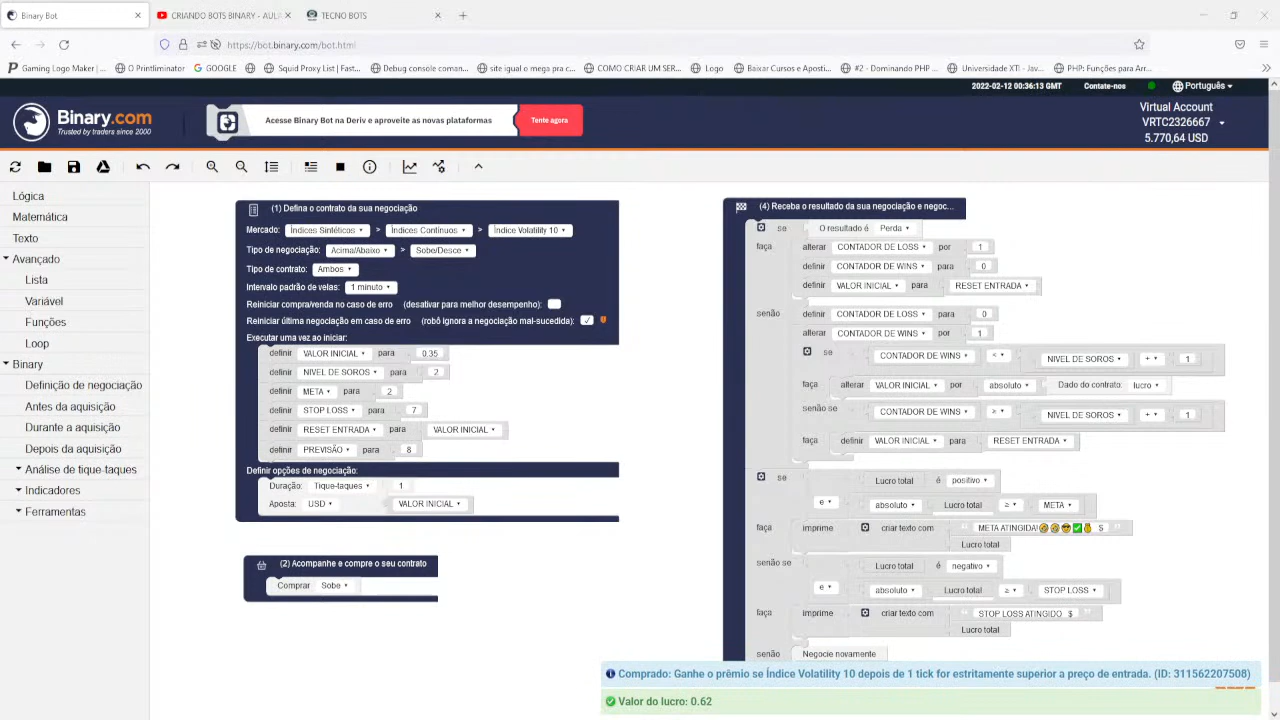 Binary Bot
CRIANDO BOTS BINARY - AUL
TECNO BOTS
https://bot.binary.com/bot.html
Gaming Logo Maker | ...
O Printliminator
GOOGLE
Squid Proxy List | Fast...
Debug console coman...
site igual o mega pra c...
COMO CRIAR UM SER...
Logo
Baixar Cursos e Aposti...
#2 - Dominando PHP ...
Universidade XTI - Jav...
PHP: Funções para Arr...
2022-02-12 00:36:13 GMT
Contate-nos
Português
Binary.com
Trusted by traders since 2000
Acesse Binary Bot na Deriv e aproveite as novas plataformas
Tente agora
Virtual Account
VRTC2326667
5.770,64 USD
Lógica
Matemática
Texto
Avançado
Lista
Variável
Funções
Loop
Binary
Definição de negociação
Antes da aquisição
Durante a aquisição
Depois da aquisição
Análise de tique-taques
Indicadores
Ferramentas
(1) Defina o contrato da sua negociação
Mercado: Índices Sintéticos > Índices Contínuos > Índice Volatility 10
Tipo de negociação: Acima/Abaixo > Sobe/Desce
Tipo de contrato: Ambos
Intervalo padrão de velas: 1 minuto
Reiniciar compra/venda no caso de erro (desativar para melhor desempenho):
Reiniciar última negociação em caso de erro (robô ignora a negociação mal-sucedida): ✓
Executar uma vez ao iniciar:
definir VALOR INICIAL para 0.35
definir NIVEL DE SOROS para 2
definir META para 2
definir STOP LOSS para 7
definir RESET ENTRADA para VALOR INICIAL
definir PREVISÃO para 8
Definir opções de negociação:
Duração: Tique-taques 1
Aposta: USD VALOR INICIAL
(2) Acompanhe e compre o seu contrato
Comprar Sobe
(4) Receba o resultado da sua negociação e negoc...
se O resultado é Perda
faça alterar CONTADOR DE LOSS por 1
definir CONTADOR DE WINS para 0
definir VALOR INICIAL para RESET ENTRADA
senão definir CONTADOR DE LOSS para 0
alterar CONTADOR DE WINS por 1
se CONTADOR DE WINS < NIVEL DE SOROS + 1
faça alterar VALOR INICIAL por absoluto Dado do contrato: lucro
senão se CONTADOR DE WINS ≥ NIVEL DE SOROS + 1
faça definir VALOR INICIAL para RESET ENTRADA
se Lucro total é positivo
e absoluto Lucro total ≥ META
faça imprime criar texto com “ META ATINGIDA!🤑🤑😎✅💰 $ ”
Lucro total
senão se Lucro total é negativo
e absoluto Lucro total ≥ STOP LOSS
faça imprime criar texto com “ STOP LOSS ATINGIDO $ ”
Lucro total
senão Negocie novamente
Comprado: Ganhe o prêmio se Índice Volatility 10 depois de 1 tick for estritamente superior a preço de entrada. (ID: 311562207508)
Valor do lucro: 0.62